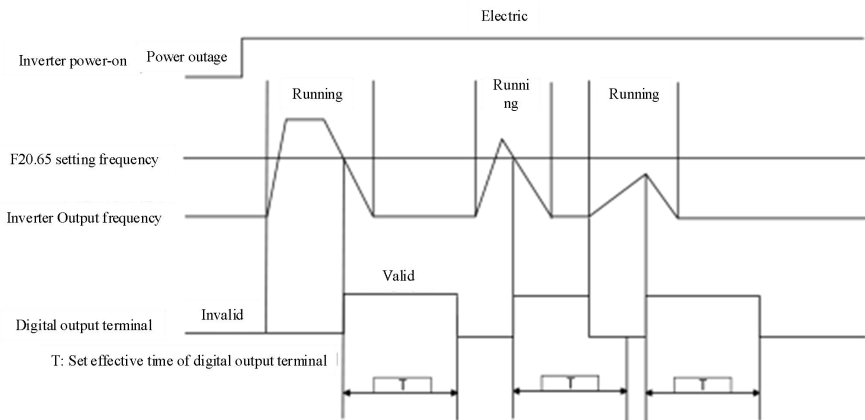 Electric
Inverter power-on
Power outage
Running
Runni
ng
Running
F20.65 setting frequency
Inverter Output frequency
Valid
Invalid
Digital output terminal
T: Set effective time of digital output terminal
T
T
T